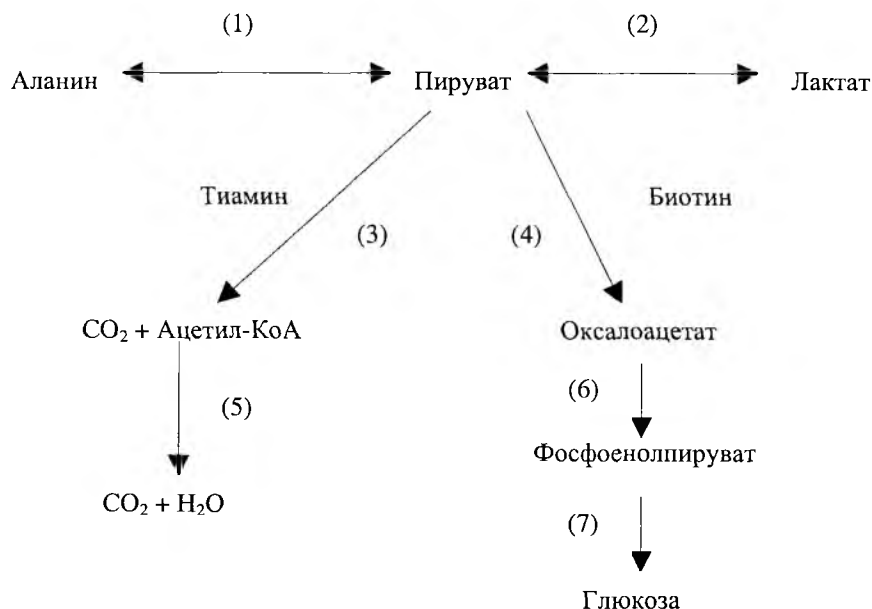 (1) (2)
Аланин Пируват Лактат
Тиамин Биотин
(3) (4)
CO₂ + Ацетил-КоА Оксалоацетат
(5) (6)
Фосфоенолпируват
CO₂ + H₂O
(7)
Глюкоза